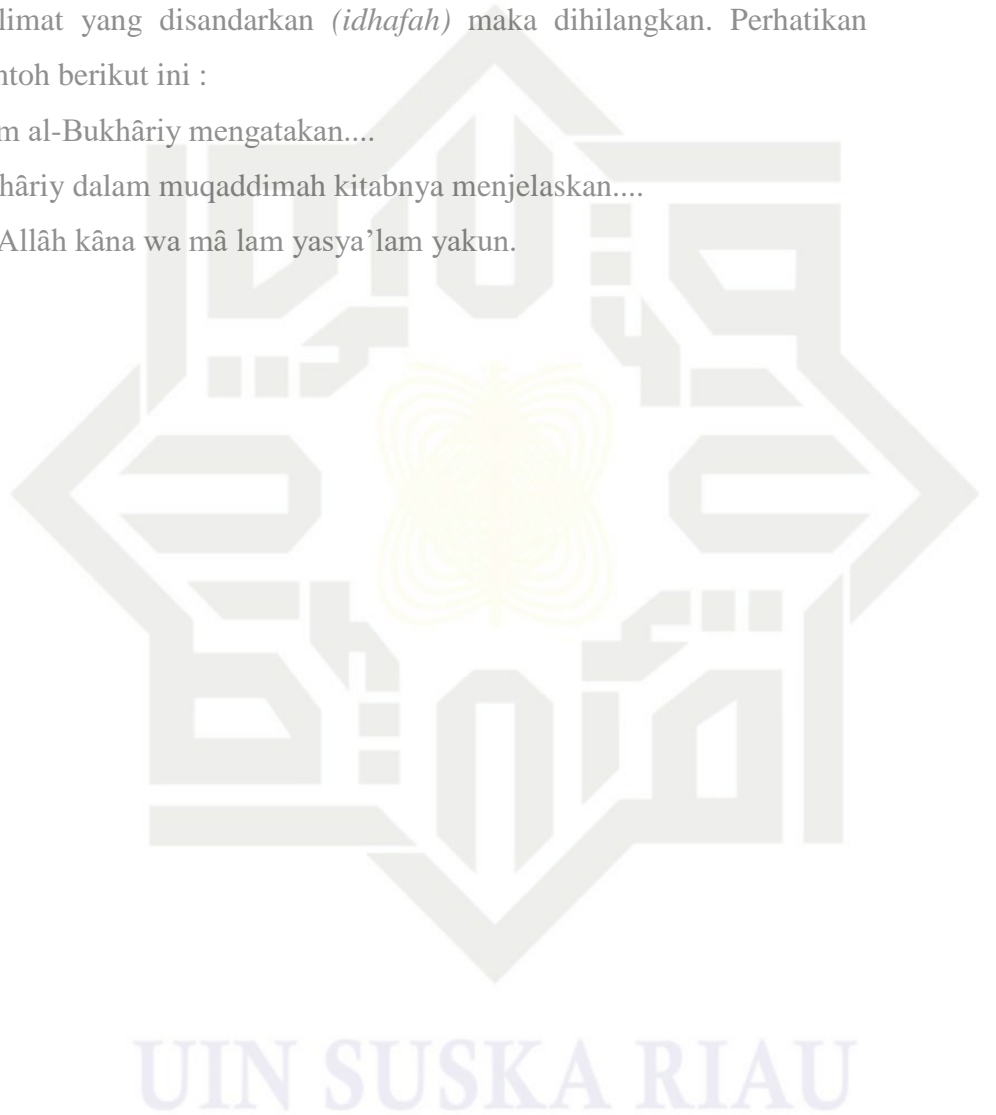 limat yang disandarkan (idhafah) maka dihilangkan. Perhatikan
ntoh berikut ini :
m al-Bukhâriy mengatakan....
hâriy dalam muqaddimah kitabnya menjelaskan....
Allâh kâna wa mâ lam yasya’lam yakun.
UIN SUSKA RIAU